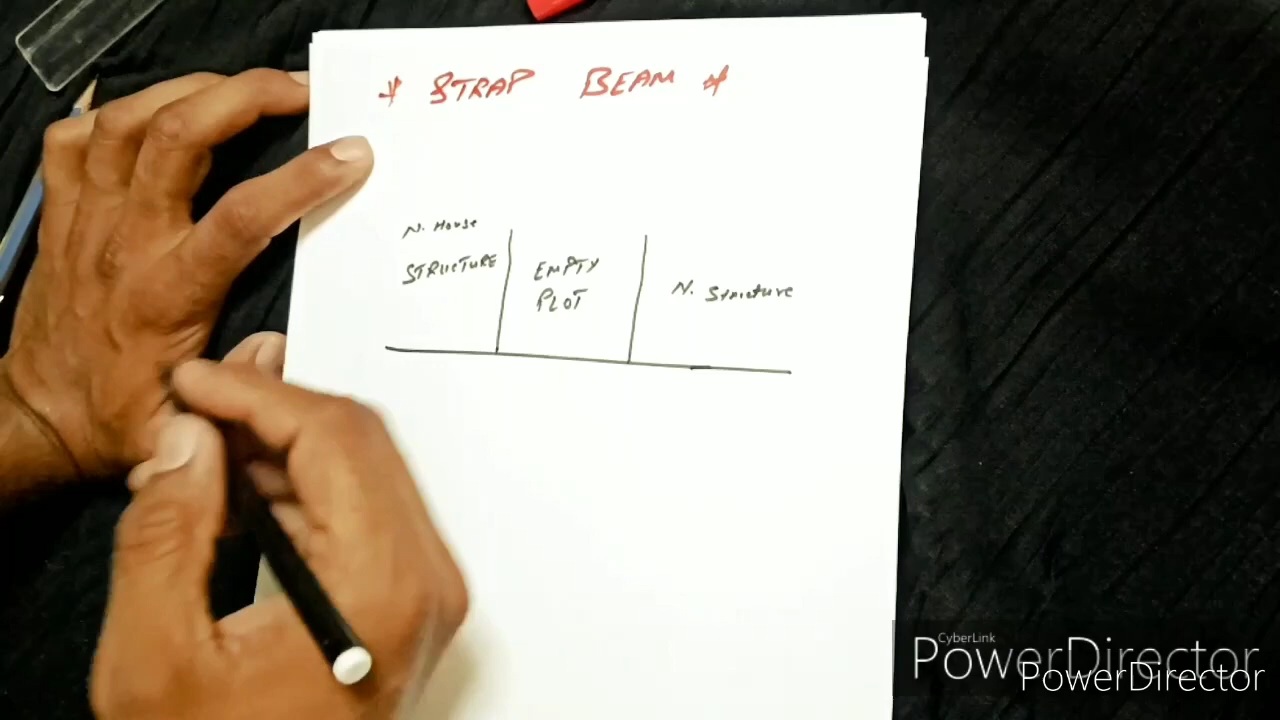 * STRAP BEAM *
N. House
STRUCTURE
EMPTY
PLOT
N. Structure
CyberLink
PowerDirector
PowerDirector